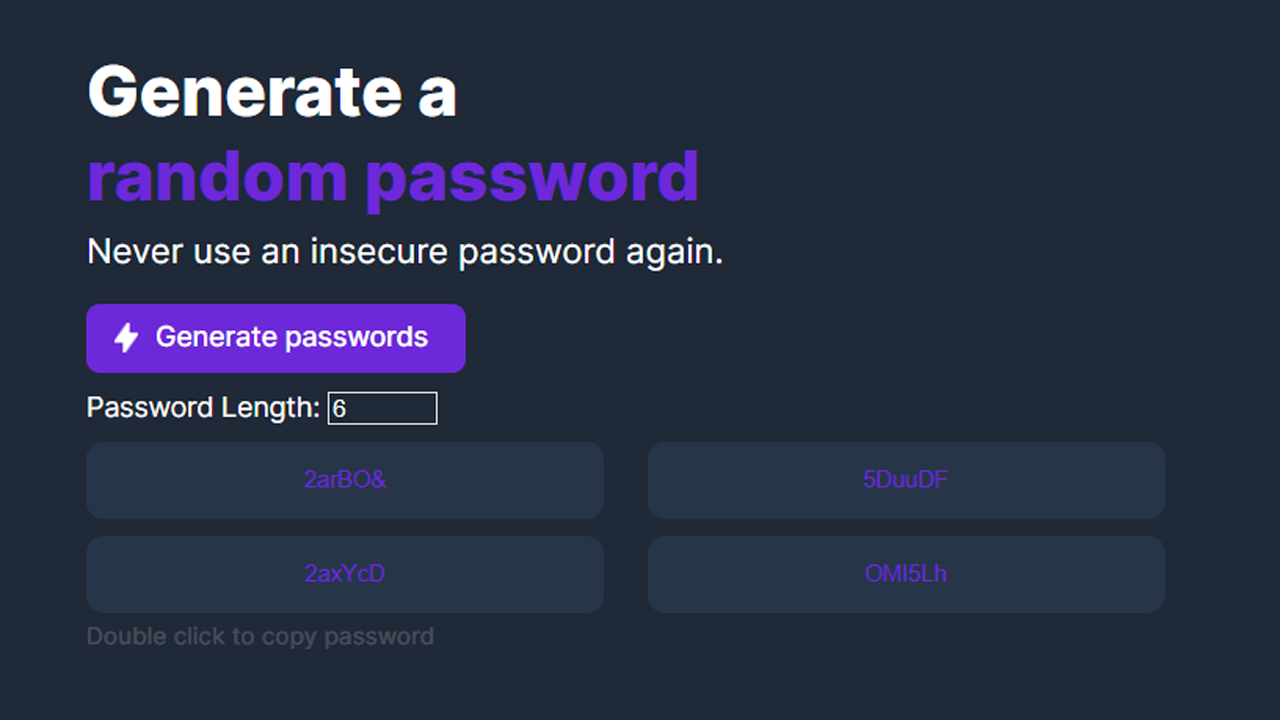 Generate a
random password
Never use an insecure password again.
Generate passwords
Password Length: 6
2arBO&
5DuuDF
2axYcD
OMI5Lh
Double click to copy password